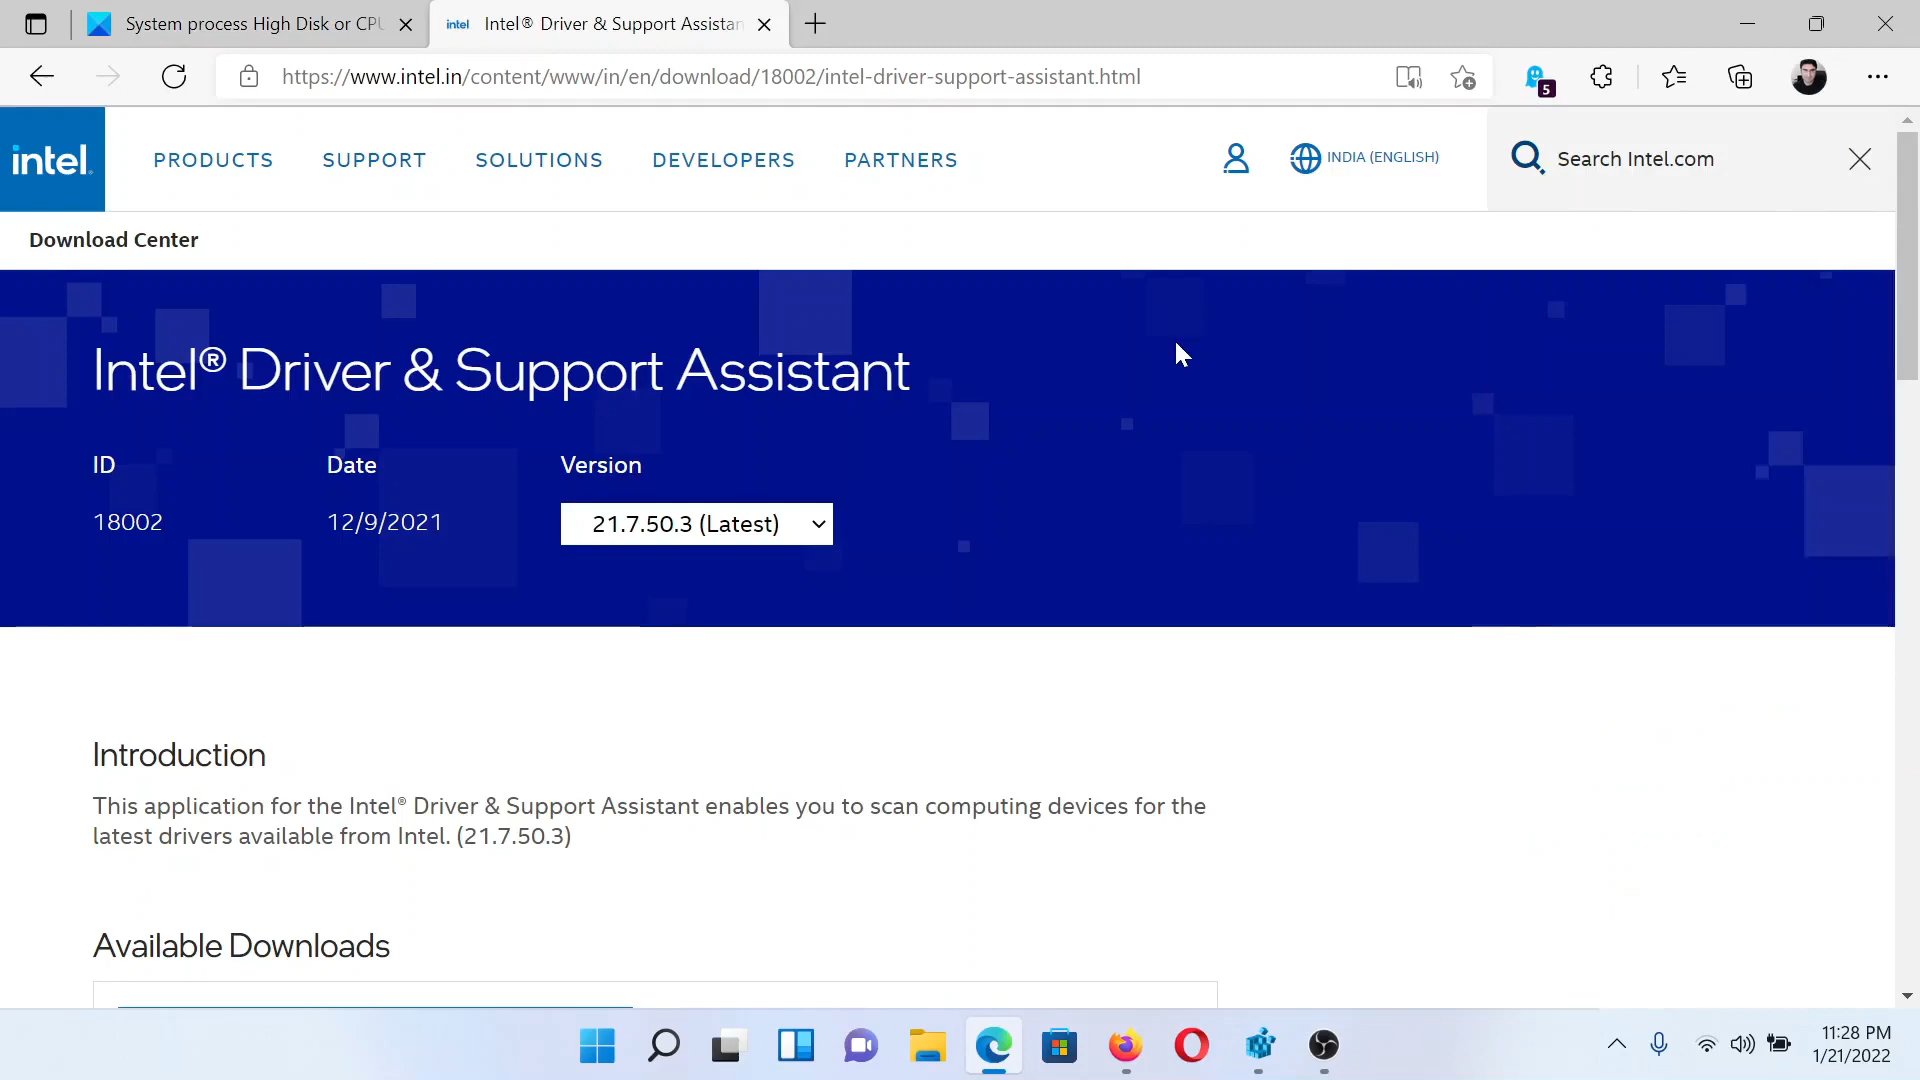 System process High Disk or CPU
intel Intel® Driver & Support Assistan
https://www.intel.in/content/www/in/en/download/18002/intel-driver-support-assistant.html
5
intel.
PRODUCTS SUPPORT SOLUTIONS DEVELOPERS PARTNERS
INDIA (ENGLISH)
Search Intel.com
Download Center
Intel® Driver & Support Assistant
ID Date Version
18002 12/9/2021 21.7.50.3 (Latest)
Introduction
This application for the Intel® Driver & Support Assistant enables you to scan computing devices for the
latest drivers available from Intel. (21.7.50.3)
Available Downloads
11:28 PM
1/21/2022